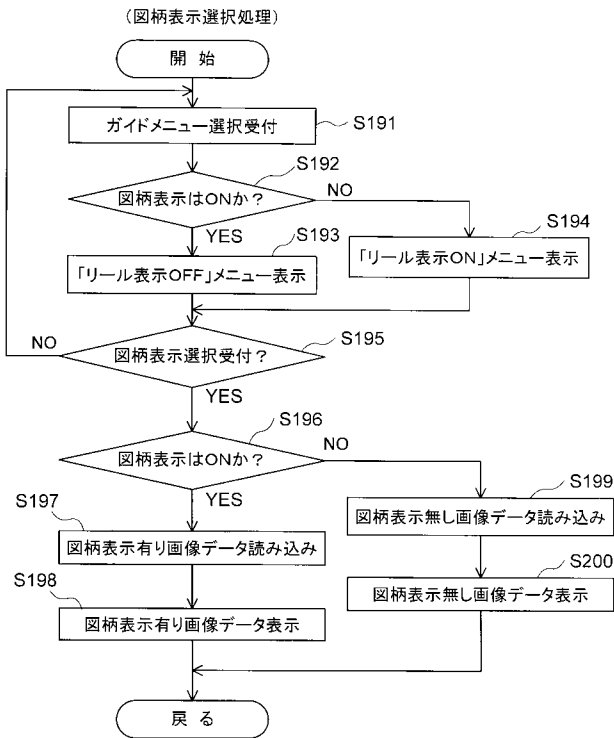 (図柄表示選択処理)
開 始
ガイドメニュー選択受付
S191
S192
図柄表示はONか？
NO
YES
S193
S194
「リール表示OFF」メニュー表示
「リール表示ON」メニュー表示
S195
NO
図柄表示選択受付？
YES
S196
図柄表示はONか？
NO
YES
S197
S199
図柄表示有り画像データ読み込み
図柄表示無し画像データ読み込み
S198
S200
図柄表示有り画像データ表示
図柄表示無し画像データ表示
戻 る